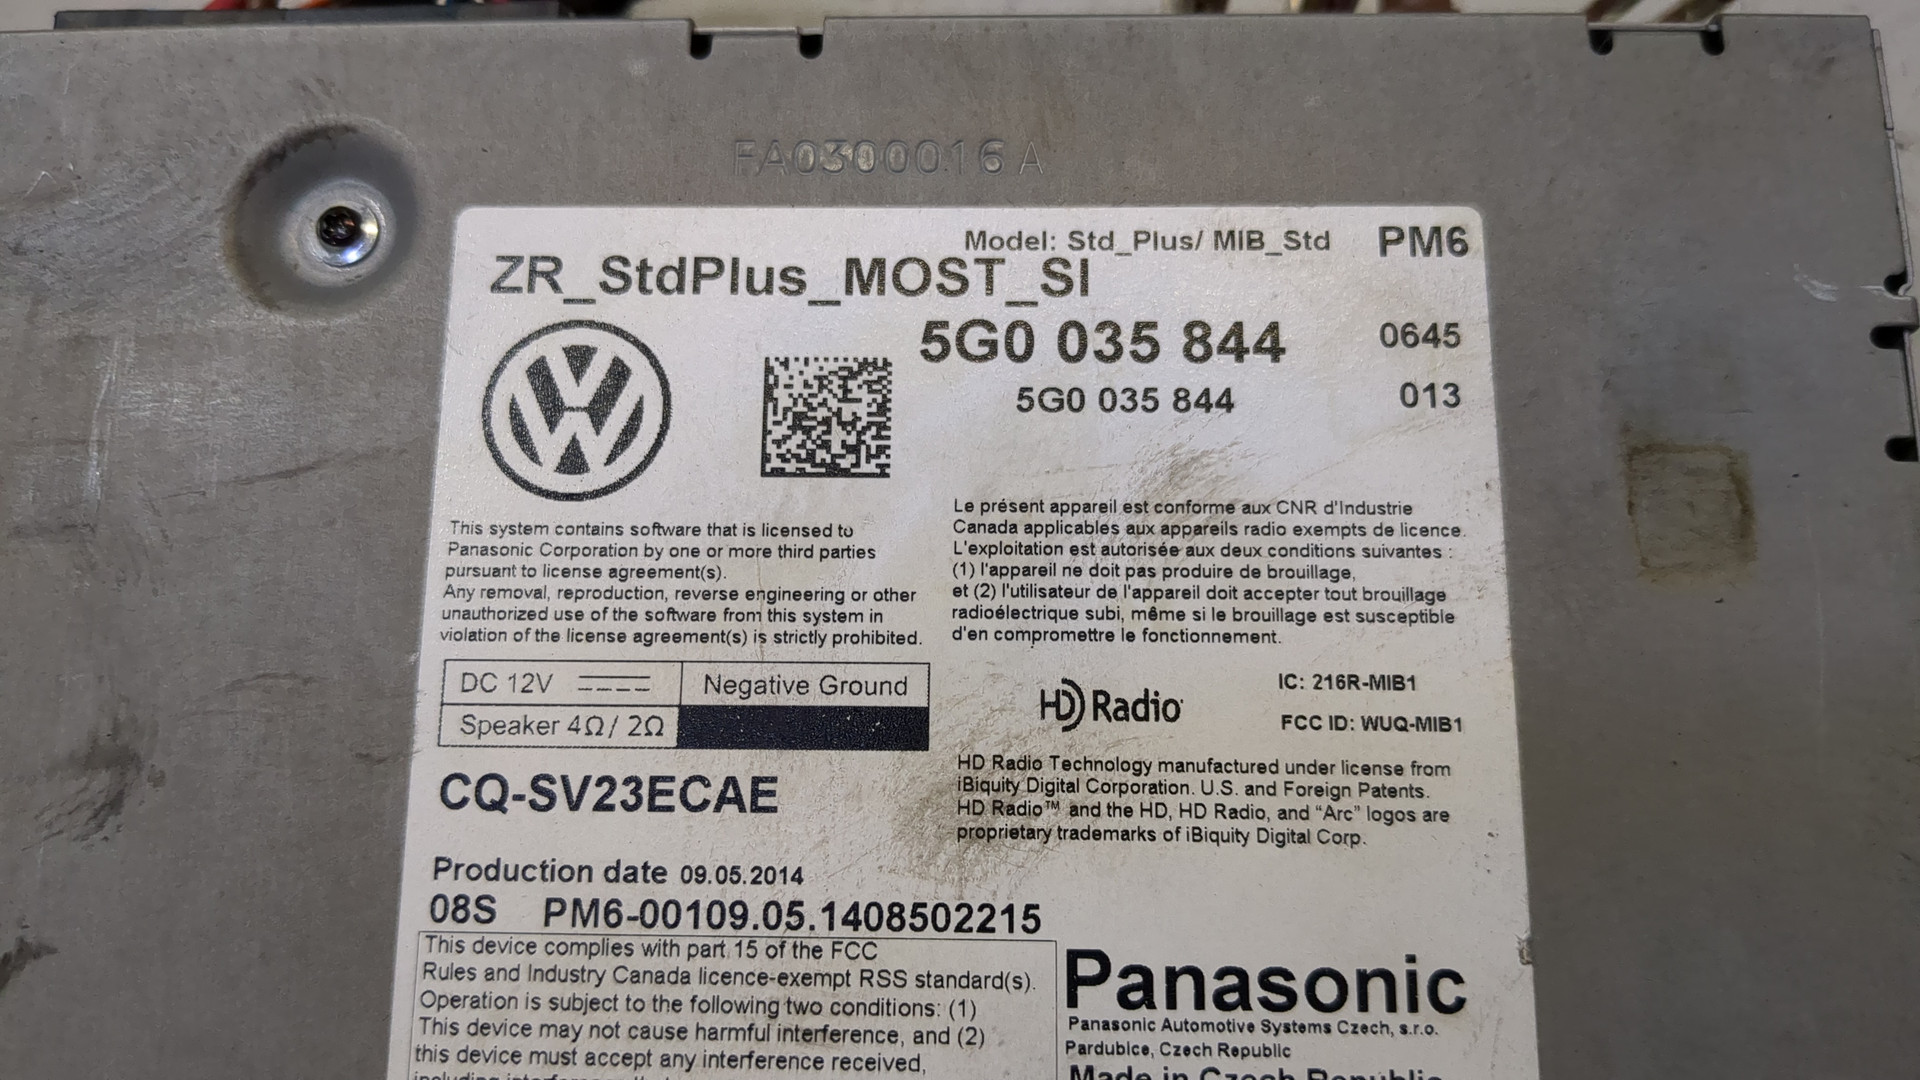 FA0300016 A
Model: Std_Plus/ MIB_Std PM6
ZR_StdPlus_MOST_SI
5G0 035 844 0645
5G0 035 844 013
This system contains software that is licensed to
Panasonic Corporation by one or more third parties
pursuant to license agreement(s).
Any removal, reproduction, reverse engineering or other
unauthorized use of the software from this system in
violation of the license agreement(s) is strictly prohibited.
Le présent appareil est conforme aux CNR d'Industrie
Canada applicables aux appareils radio exempts de licence.
L'exploitation est autorisée aux deux conditions suivantes :
(1) l'appareil ne doit pas produire de brouillage,
et (2) l'utilisateur de l'appareil doit accepter tout brouillage
radioélectrique subi, même si le brouillage est susceptible
d'en compromettre le fonctionnement.
DC 12V Negative Ground
Speaker 4Ω/ 2Ω
HD Radio
IC: 216R-MIB1
FCC ID: WUQ-MIB1
CQ-SV23ECAE
HD Radio Technology manufactured under license from
iBiquity Digital Corporation. U.S. and Foreign Patents.
HD Radio™ and the HD, HD Radio, and “Arc” logos are
proprietary trademarks of iBiquity Digital Corp.
Production date 09.05.2014
08S PM6-00109.05.1408502215
This device complies with part 15 of the FCC
Rules and Industry Canada licence-exempt RSS standard(s).
Operation is subject to the following two conditions: (1)
This device may not cause harmful interference, and (2)
this device must accept any interference received,
Panasonic
Panasonic Automotive Systems Czech, s.r.o.
Pardubice, Czech Republic
Made in Czech Republic